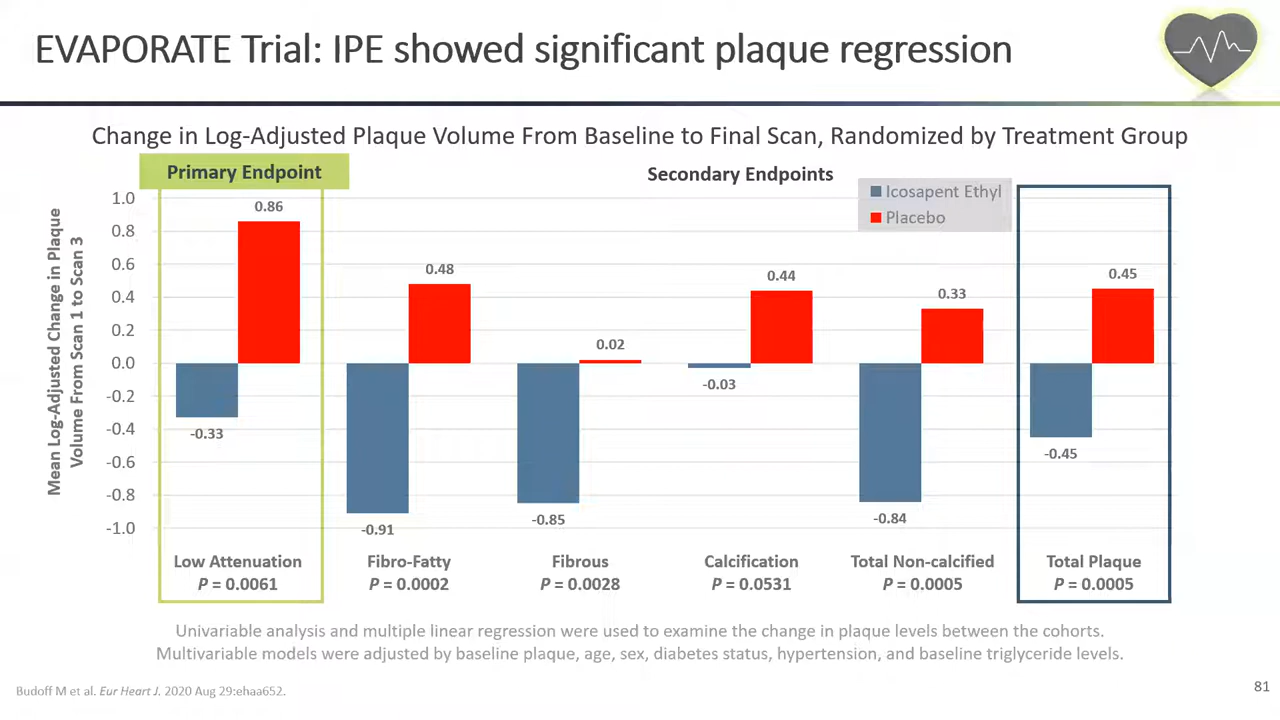 EVAPORATE Trial: IPE showed significant plaque regression
Change in Log-Adjusted Plaque Volume From Baseline to Final Scan, Randomized by Treatment Group
Primary Endpoint
Secondary Endpoints
Icosapent Ethyl
Placebo
Mean Log-Adjusted Change in Plaque
Volume From Scan 1 to Scan 3
1.0
0.8
0.6
0.4
0.2
0.0
-0.2
-0.4
-0.6
-0.8
-1.0
0.86
-0.33
0.48
-0.91
0.02
-0.85
0.44
-0.03
0.33
-0.84
0.45
-0.45
Low Attenuation
P = 0.0061
Fibro-Fatty
P = 0.0002
Fibrous
P = 0.0028
Calcification
P = 0.0531
Total Non-calcified
P = 0.0005
Total Plaque
P = 0.0005
Univariable analysis and multiple linear regression were used to examine the change in plaque levels between the cohorts.
Multivariable models were adjusted by baseline plaque, age, sex, diabetes status, hypertension, and baseline triglyceride levels.
Budoff M et al. Eur Heart J. 2020 Aug 29:ehaa652.
81